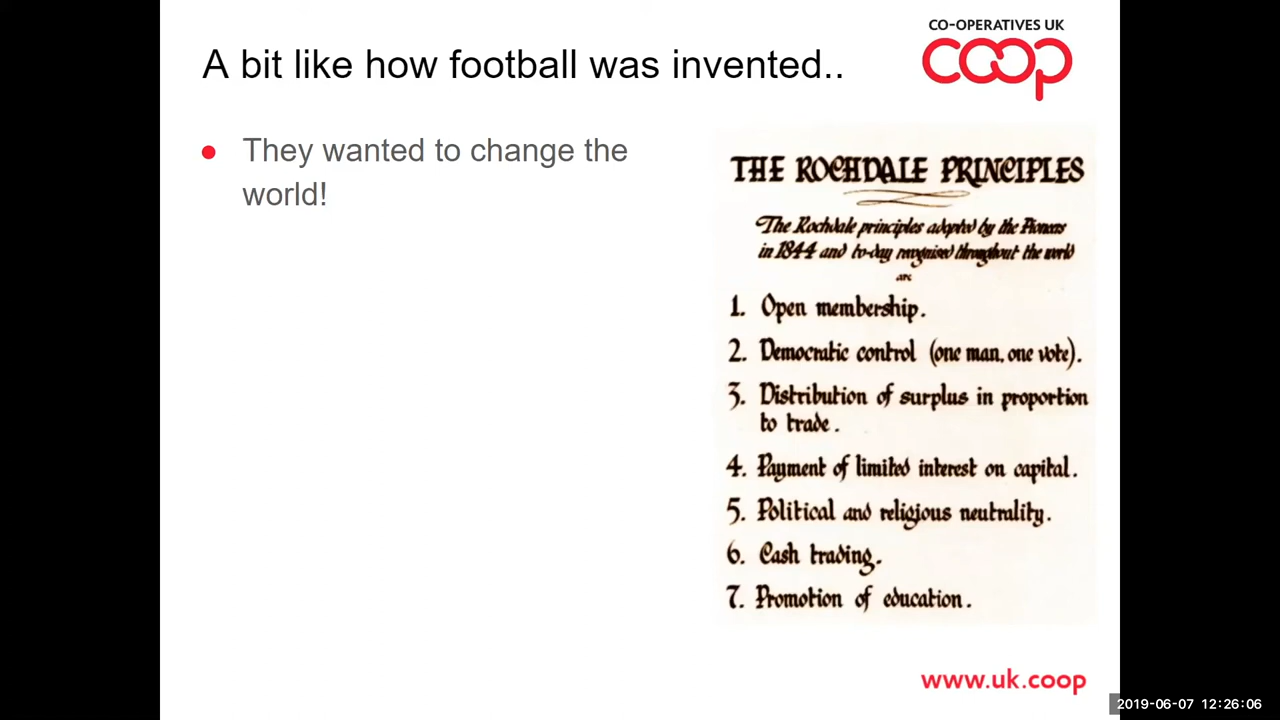 A bit like how football was invented..
CO-OPERATIVES UK
coop
● They wanted to change the
world!
THE ROCHDALE PRINCIPLES
The Rochdale principles adopted by the Pioneers
in 1844 and to-day recognised throughout the world
are
1. Open membership.
2. Democratic control (one man, one vote).
3. Distribution of surplus in proportion
to trade.
4. Payment of limited interest on capital.
5. Political and religious neutrality.
6. Cash trading.
7. Promotion of education.
www.uk.coop
2019-06-07 12:26:06